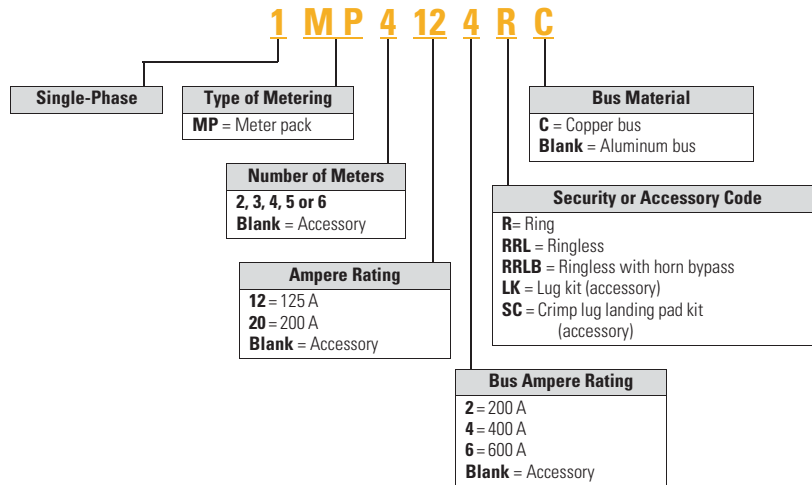 1 MP 4 12 4 R C
Single-Phase
Type of Metering
MP = Meter pack
Number of Meters
2, 3, 4, 5 or 6
Blank = Accessory
Ampere Rating
12 = 125 A
20 = 200 A
Blank = Accessory
Bus Material
C = Copper bus
Blank = Aluminum bus
Security or Accessory Code
R= Ring
RRL = Ringless
RRLB = Ringless with horn bypass
LK = Lug kit (accessory)
SC = Crimp lug landing pad kit
(accessory)
Bus Ampere Rating
2 = 200 A
4 = 400 A
6 = 600 A
Blank = Accessory